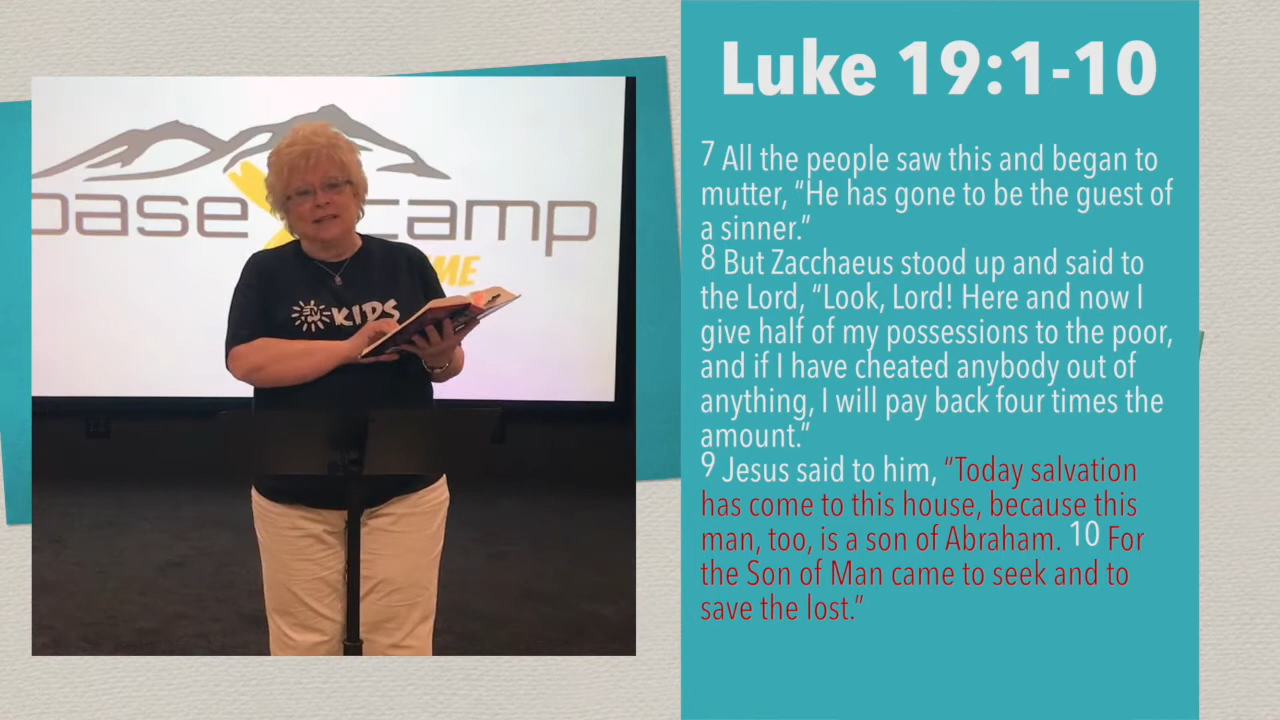 Luke 19:1-10
7 All the people saw this and began to
mutter, “He has gone to be the guest of
a sinner.”
8 But Zacchaeus stood up and said to
the Lord, “Look, Lord! Here and now I
give half of my possessions to the poor,
and if I have cheated anybody out of
anything, I will pay back four times the
amount.”
9 Jesus said to him, “Today salvation
has come to this house, because this
man, too, is a son of Abraham. 10 For
the Son of Man came to seek and to
save the lost.”
base camp
KIDS